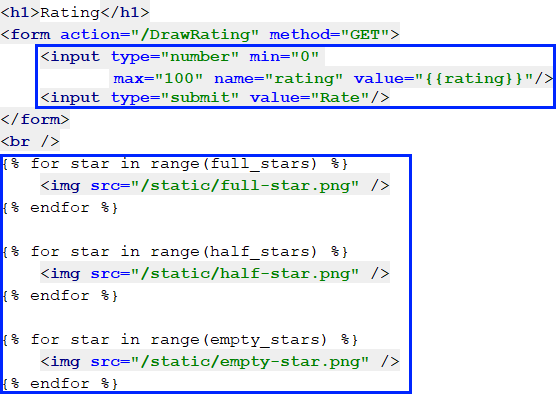 <h1>Rating</h1>
<form action="/DrawRating" method="GET">
<input type="number" min="0"
max="100" name="rating" value="{{rating}}"/>
<input type="submit" value="Rate"/>
</form>
<br />
{% for star in range(full_stars) %}
<img src="/static/full-star.png" />
{% endfor %}
{% for star in range(half_stars) %}
<img src="/static/half-star.png" />
{% endfor %}
{% for star in range(empty_stars) %}
<img src="/static/empty-star.png" />
{% endfor %}